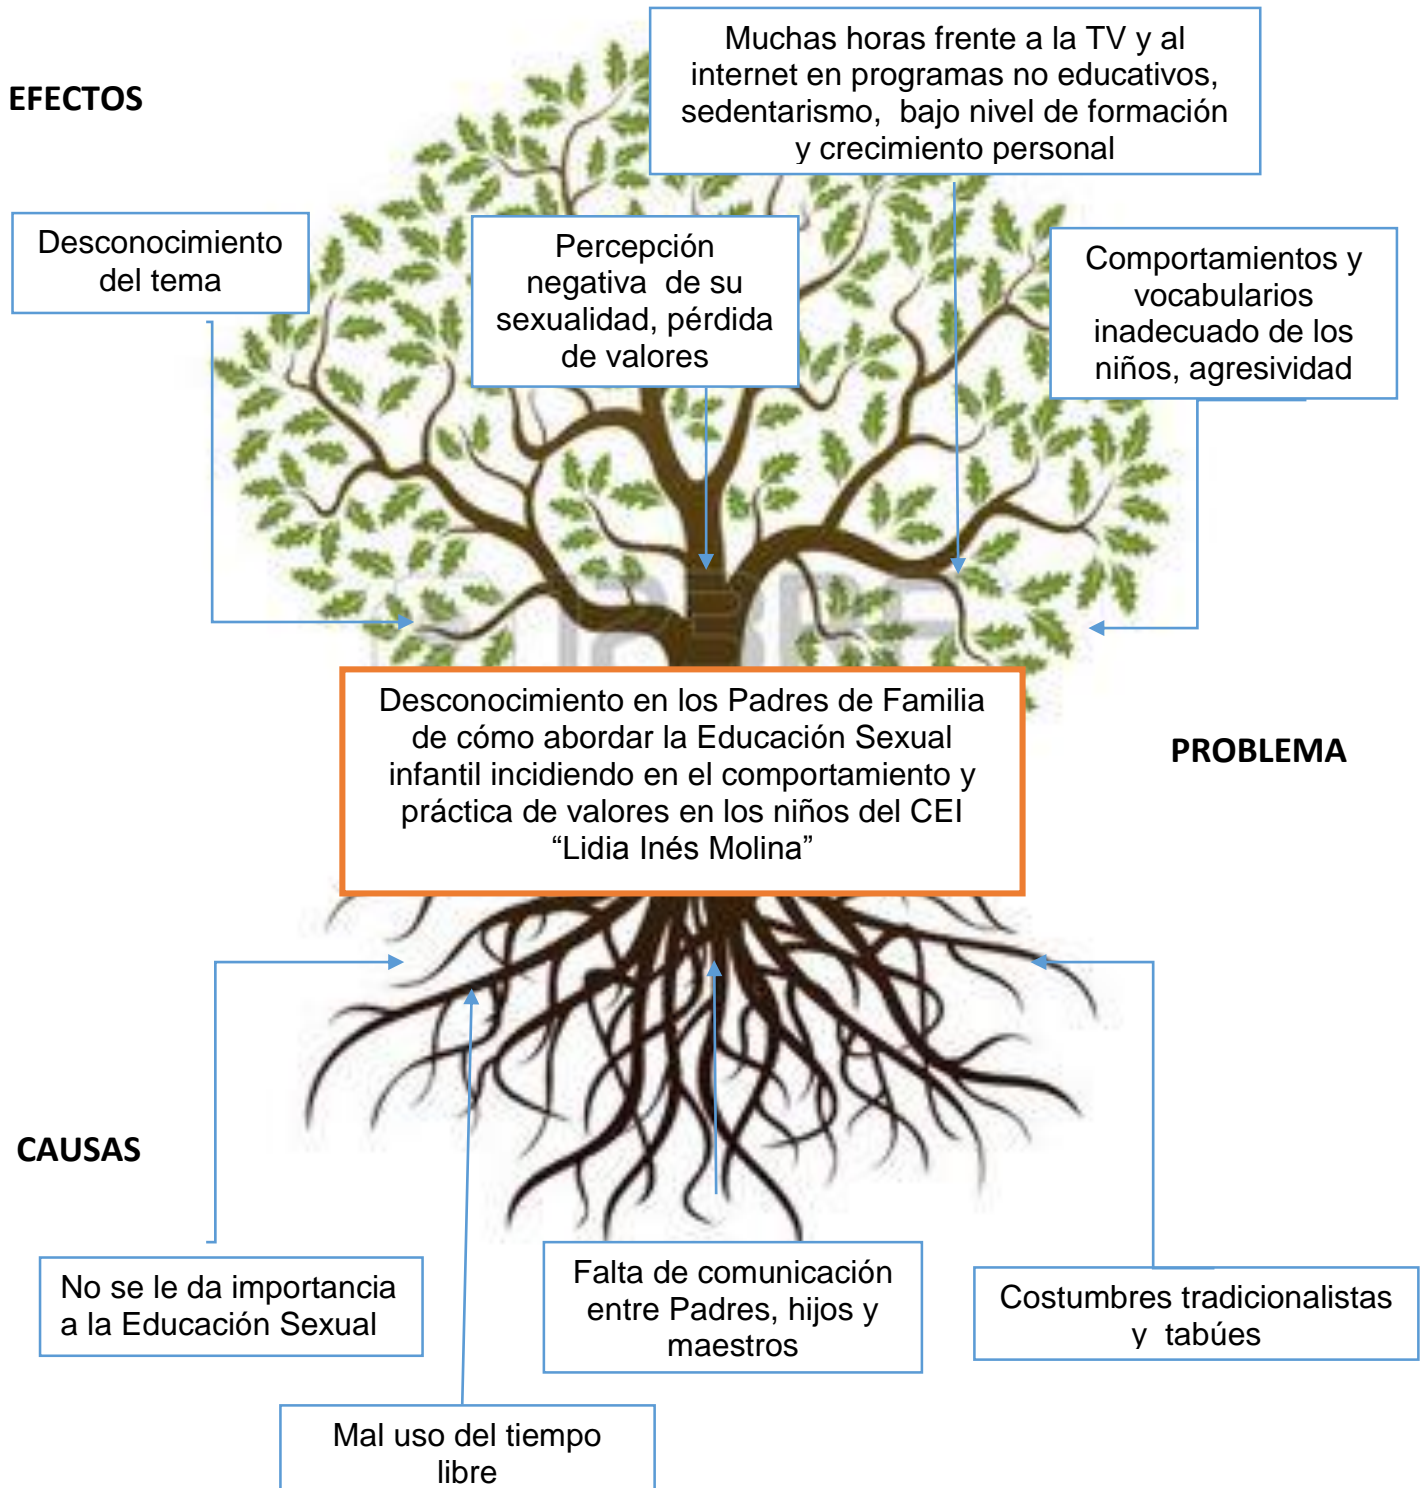 EFECTOS
Muchas horas frente a la TV y al
internet en programas no educativos,
sedentarismo,  bajo nivel de formación
y crecimiento personal
Desconocimiento
del tema
Percepción
negativa  de su
sexualidad, pérdida
de valores
Comportamientos y
vocabularios
inadecuado de los
niños, agresividad
Desconocimiento en los Padres de Familia
de cómo abordar la Educación Sexual
infantil incidiendo en el comportamiento y
práctica de valores en los niños del CEI
“Lidia Inés Molina”
PROBLEMA
CAUSAS
No se le da importancia
a la Educación Sexual
Falta de comunicación
entre Padres, hijos y
maestros
Costumbres tradicionalistas
y  tabúes
Mal uso del tiempo
libre